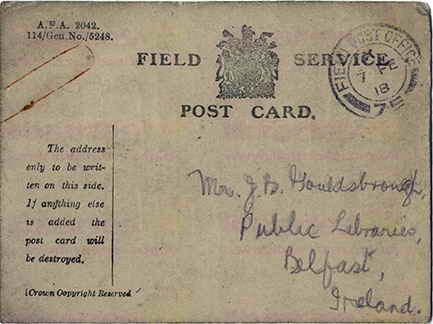 A.F.A. 2042.
114/Gen.No./5248.
FIELD SERVICE
POST CARD.
FIELD POST OFFICE
7
18
The address
only to be writ-
ten on this side.
If anything else
is added the
post card will
be destroyed.
[Crown Copyright Reserved.
Mr. J. B. Gouldsbrough,
Public Libraries,
Belfast,
Ireland.